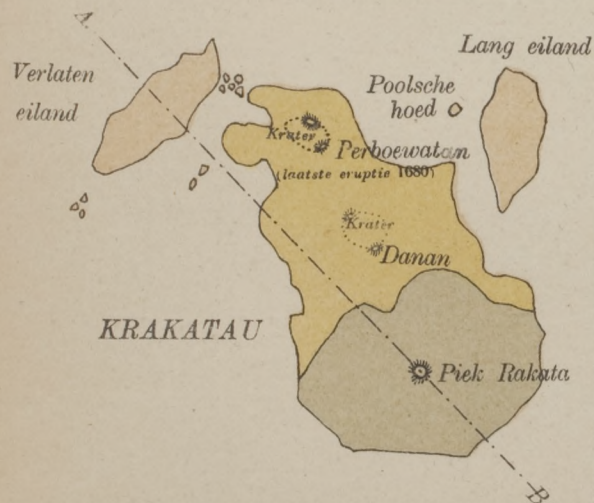 A.
Lang eiland
Verlaten
eiland
Poolsche
hoed
Krater
Perboewatan
(laatste eruptie 1680)
Krater
Danan
KRAKATAU
Piek Rakata
B.